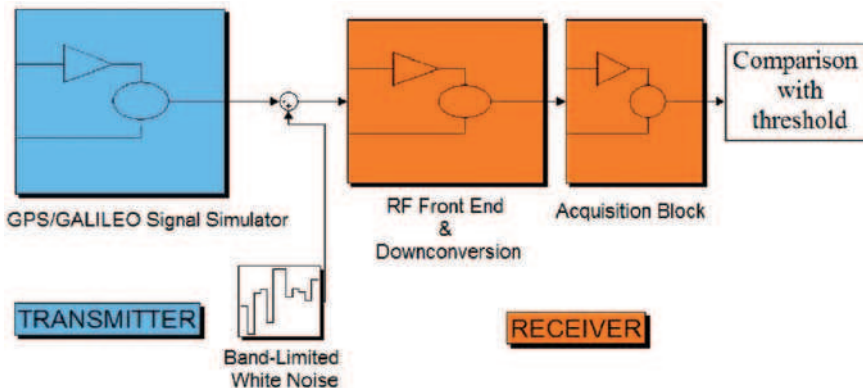 Comparison
with
threshold
GPS/GALILEO Signal Simulator
RF Front End
&
Downconversion
Acquisition Block
TRANSMITTER
RECEIVER
Band-Limited
White Noise